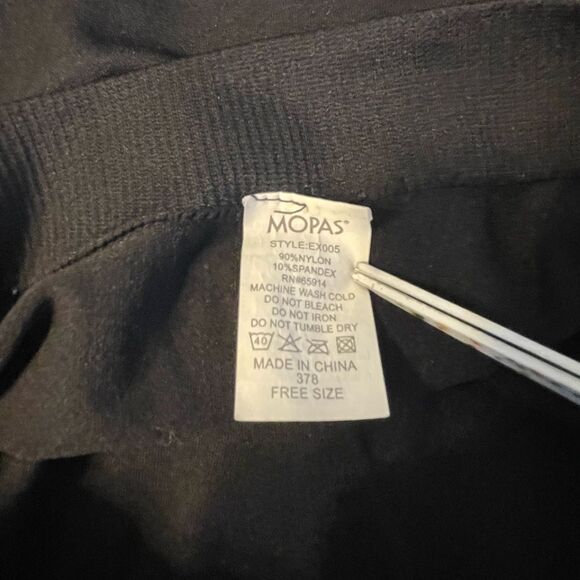 MOPAS
STYLE:EX005
90%NYLON
10%SPANDEX
RN#65914
MACHINE WASH COLD
DO NOT BLEACH
DO NOT IRON
DO NOT TUMBLE DRY
40
MADE IN CHINA
378
FREE SIZE